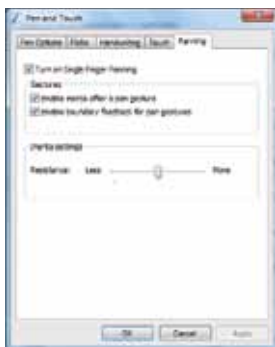 Pen and Touch
Pen Options Flicks Handwriting Touch Panning
Turn on Single Finger Panning
Gestures
Enable inertia after a pan gesture
Enable boundary feedback for pan gestures
Inertia settings
Resistance: Less More
OK Cancel Apply